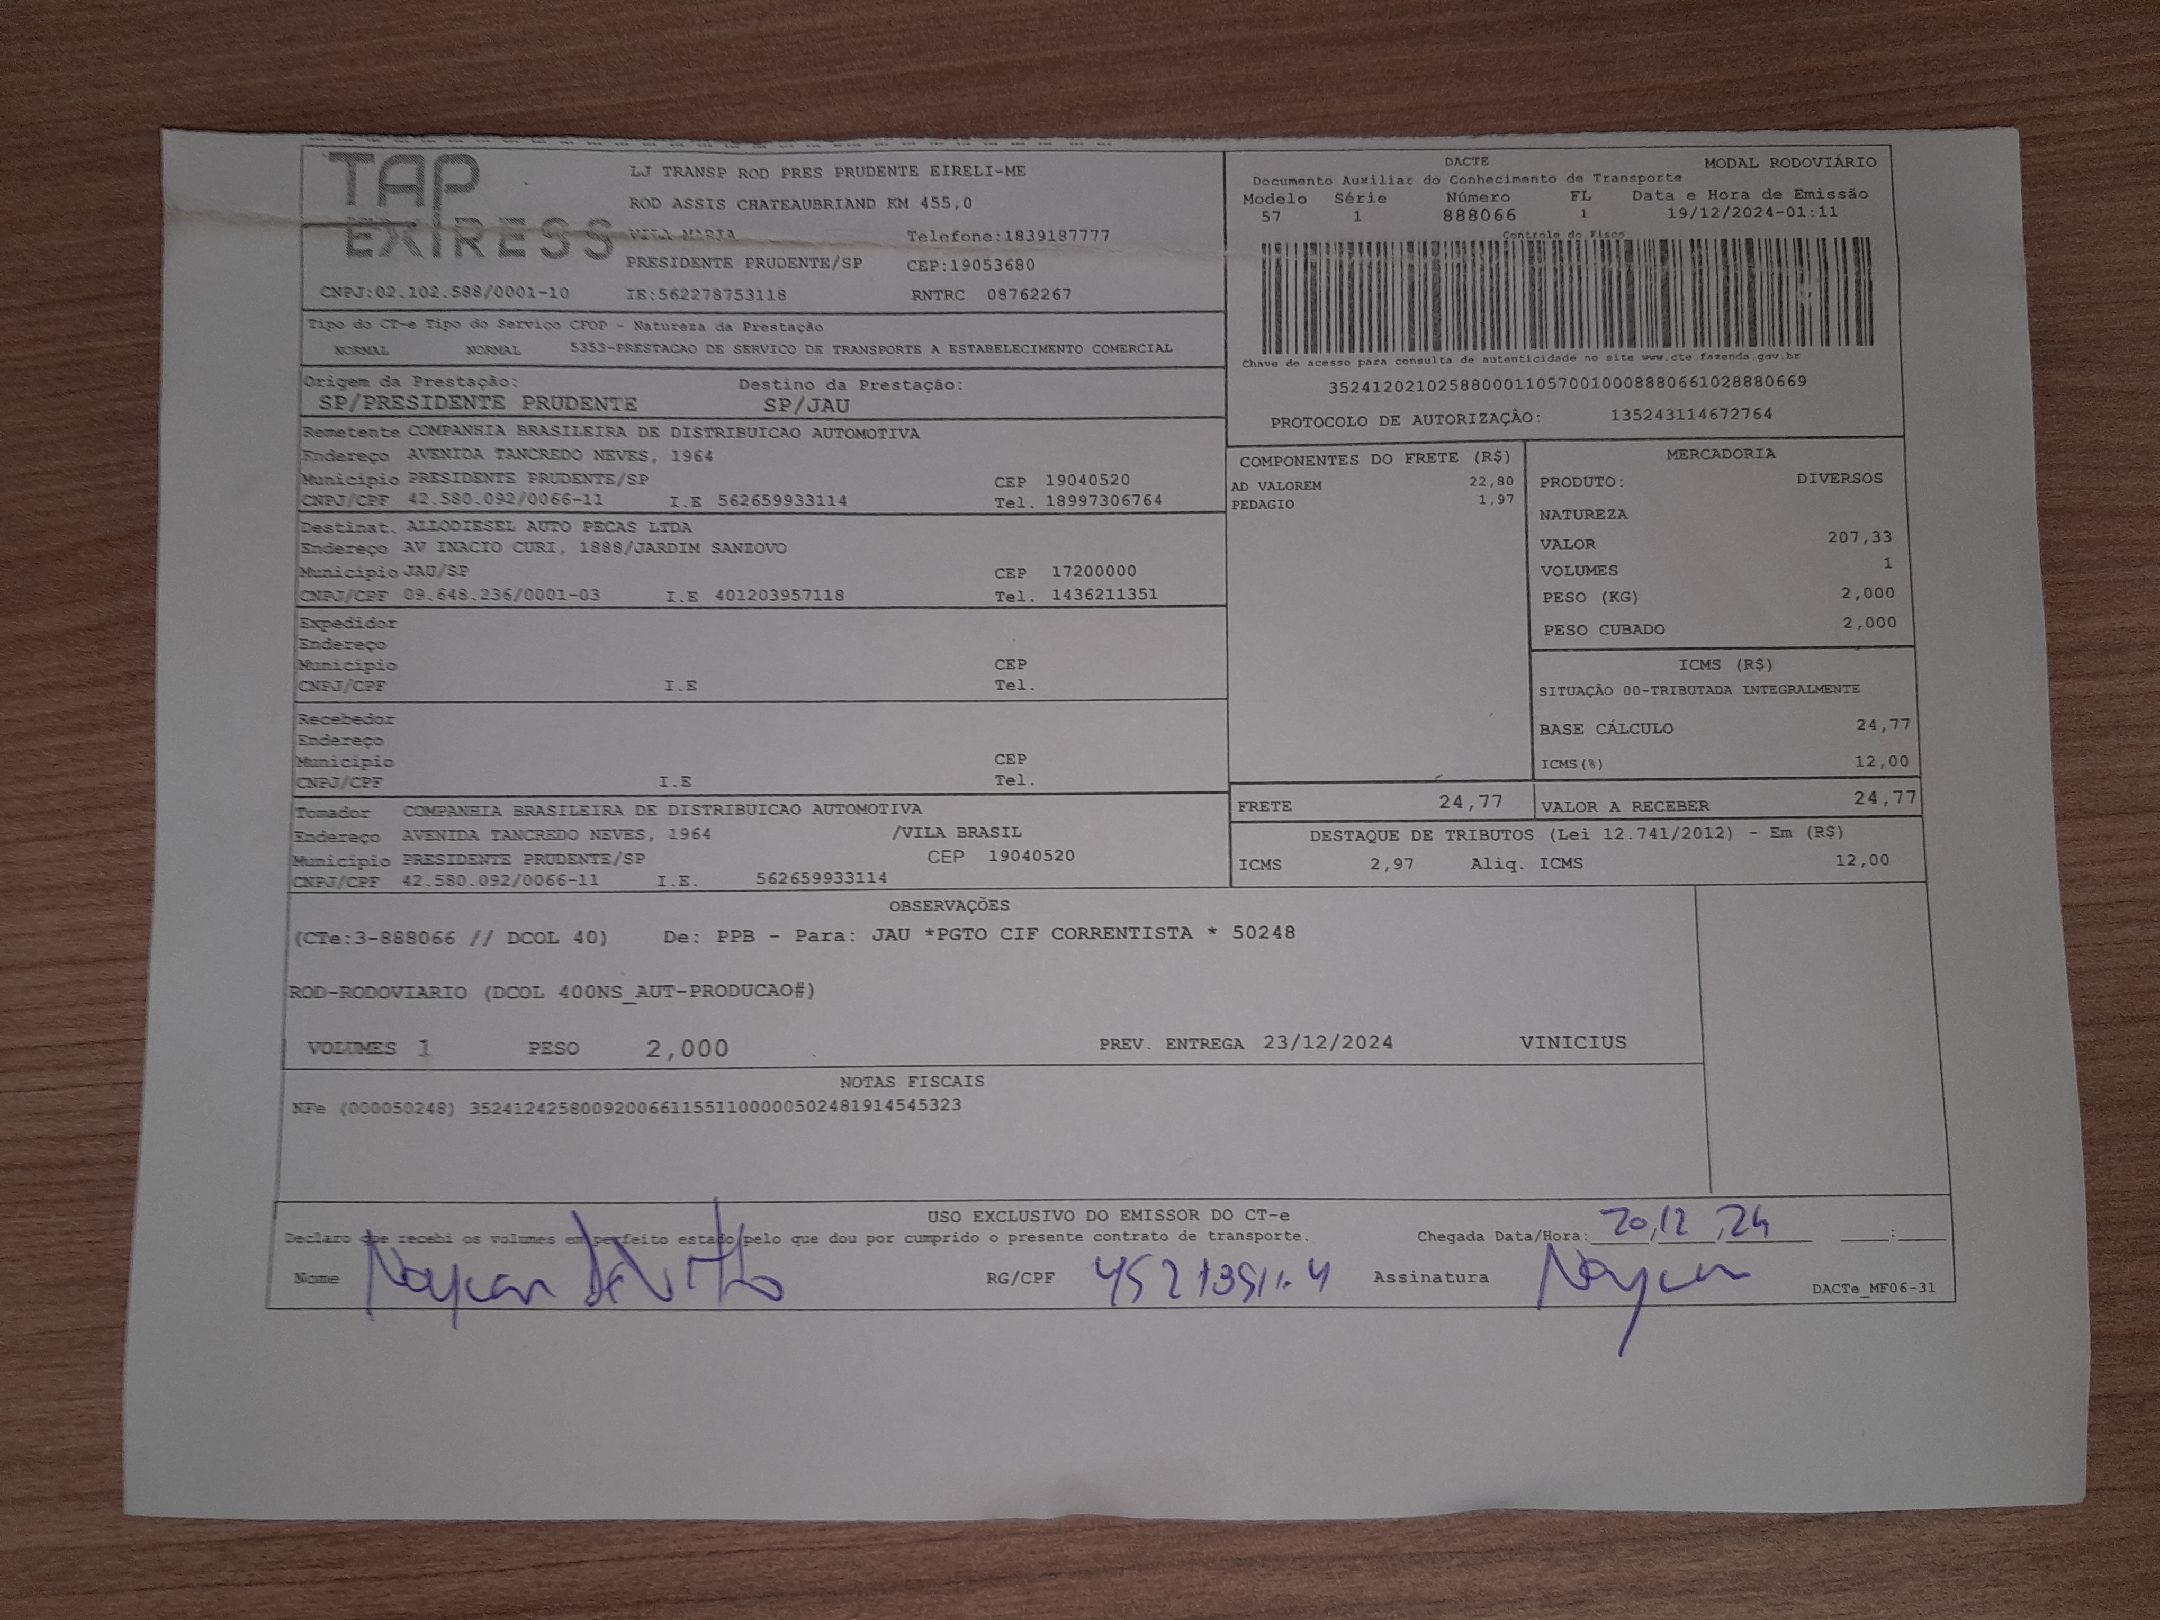 TAP
EXPRESS
LJ TRANSP ROD PRES PRUDENTE EIRELI-ME
ROD ASSIS CHATEAUBRIAND KM 455,0
VILA MARIA Telefone:1839187777
PRESIDENTE PRUDENTE/SP CEP:19053680
CNPJ:02.102.588/0001-10 IE:562278753118 RNTRC 08762267
DACTE MODAL RODOVIÁRIO
Documento Auxiliar do Conhecimento de Transporte
Modelo Série Número FL Data e Hora de Emissão
57 1 888066 1 19/12/2024-01:11
Controle do Fisco
Chave de acesso para consulta de autenticidade no site www.cte.fazenda.gov.br
35241202102588000110570010008880661028880669
PROTOCOLO DE AUTORIZAÇÃO: 135243114672764
Tipo do CT-e Tipo do Serviço CFOP - Natureza da Prestação
NORMAL NORMAL 5353-PRESTACAO DE SERVICO DE TRANSPORTE A ESTABELECIMENTO COMERCIAL
Origem da Prestação: Destino da Prestação:
SP/PRESIDENTE PRUDENTE SP/JAU
Remetente COMPANHIA BRASILEIRA DE DISTRIBUICAO AUTOMOTIVA
Endereço AVENIDA TANCREDO NEVES, 1964
Município PRESIDENTE PRUDENTE/SP CEP 19040520
CNPJ/CPF 42.580.092/0066-11 I.E 562659933114 Tel. 18997306764
Destinat. ALLODIESEL AUTO PECAS LTDA
Endereço AV INACIO CURI, 1888/JARDIM SANZOVO
Município JAU/SP CEP 17200000
CNPJ/CPF 09.648.236/0001-03 I.E 401203957118 Tel. 1436211351
Expedidor
Endereço
Município CEP
CNPJ/CPF I.E Tel.
Recebedor
Endereço
Município CEP
CNPJ/CPF I.E Tel.
Tomador COMPANHIA BRASILEIRA DE DISTRIBUICAO AUTOMOTIVA
Endereço AVENIDA TANCREDO NEVES, 1964 /VILA BRASIL
Município PRESIDENTE PRUDENTE/SP CEP 19040520
CNPJ/CPF 42.580.092/0066-11 I.E. 562659933114
COMPONENTES DO FRETE (R$)
AD VALOREM 22,80
PEDAGIO 1,97
MERCADORIA
PRODUTO: DIVERSOS
NATUREZA
VALOR 207,33
VOLUMES 1
PESO (KG) 2,000
PESO CUBADO 2,000
ICMS (R$)
SITUAÇÃO 00-TRIBUTADA INTEGRALMENTE
BASE CÁLCULO 24,77
ICMS(%) 12,00
FRETE 24,77 VALOR A RECEBER 24,77
DESTAQUE DE TRIBUTOS (Lei 12.741/2012) - Em (R$)
ICMS 2,97 Aliq. ICMS 12,00
OBSERVAÇÕES
(CTe:3-888066 // DCOL 40) De: PPB - Para: JAU *PGTO CIF CORRENTISTA * 50248
ROD-RODOVIARIO (DCOL 400NS_AUT-PRODUCAO#)
VOLUMES 1 PESO 2,000 PREV. ENTREGA 23/12/2024 VINICIUS
NOTAS FISCAIS
NFe (000050248) 35241242580092006611551100000502481914545323
USO EXCLUSIVO DO EMISSOR DO CT-e
Declaro que recebi os volumes em perfeito estado pelo que dou por cumprido o presente contrato de transporte. Chegada Data/Hora: 20,12,24 :
Nome RG/CPF Assinatura DACTe_MF06-31